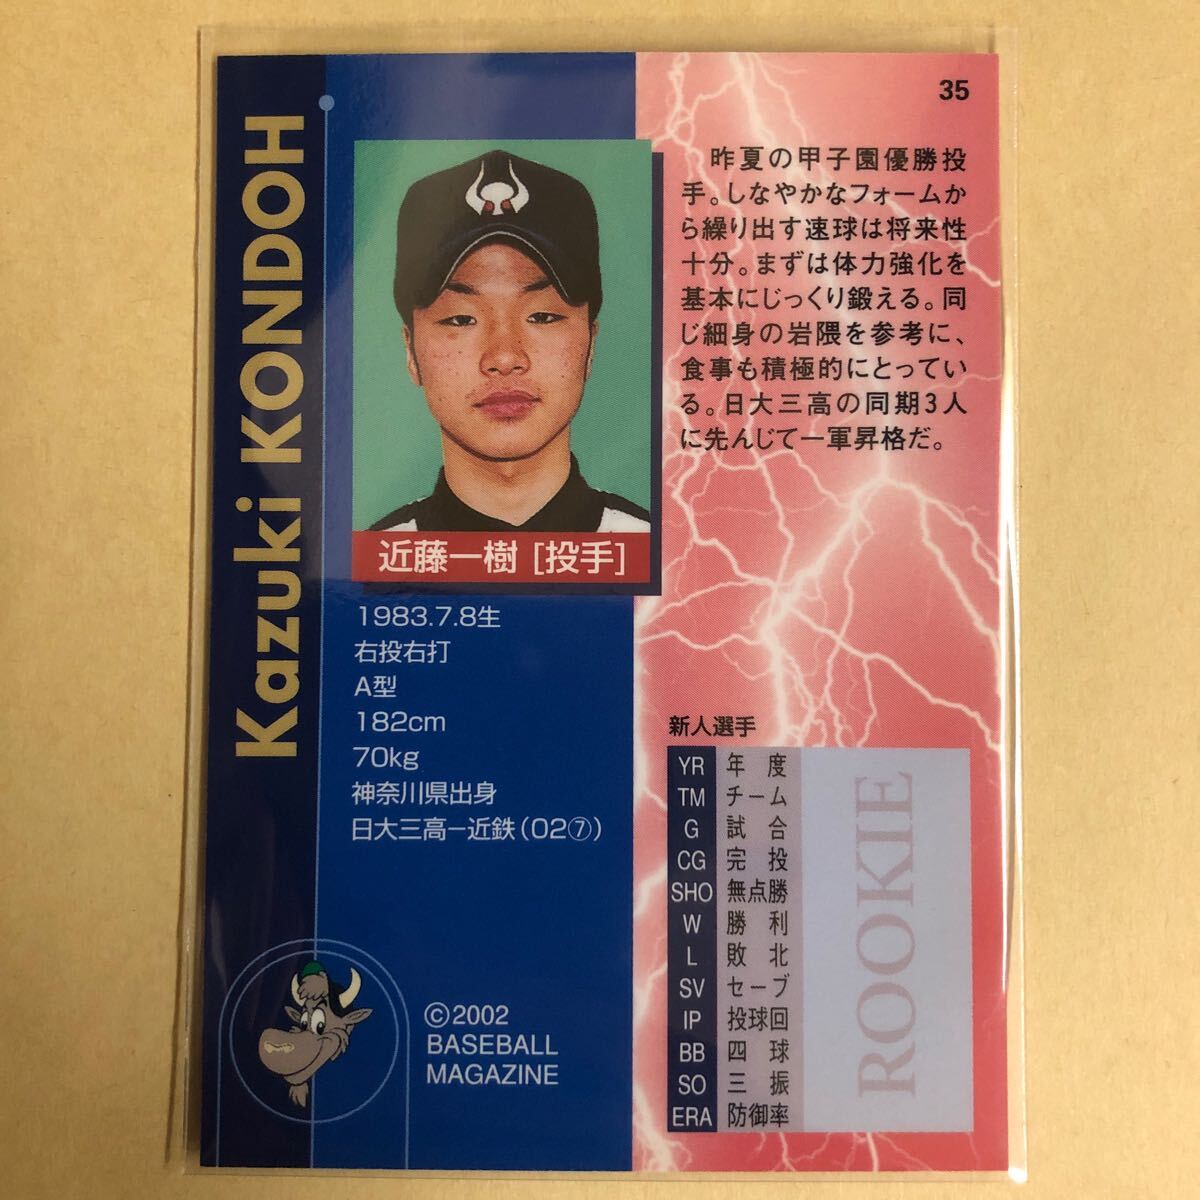 Kazuki KONDOH
35
昨夏の甲子園優勝投
手。しなやかなフォームか
ら繰り出す速球は将来性
十分。まずは体力強化を
基本にじっくり鍛える。同
じ細身の岩隈を参考に、
食事も積極的にとってい
る。日大三高の同期3人
に先んじて一軍昇格だ。
近藤一樹 [投手]
1983.7.8生
右投右打
A型
182cm
70kg
神奈川県出身
日大三高ー近鉄(02⑦)
新人選手
YR 年度
TM チーム
G 試合
CG 完投
SHO 無点勝
W 勝利
L 敗北
SV セーブ
IP 投球回
BB 四球
SO 三振
ERA 防御率
ROOKIE
©2002
BASEBALL
MAGAZINE